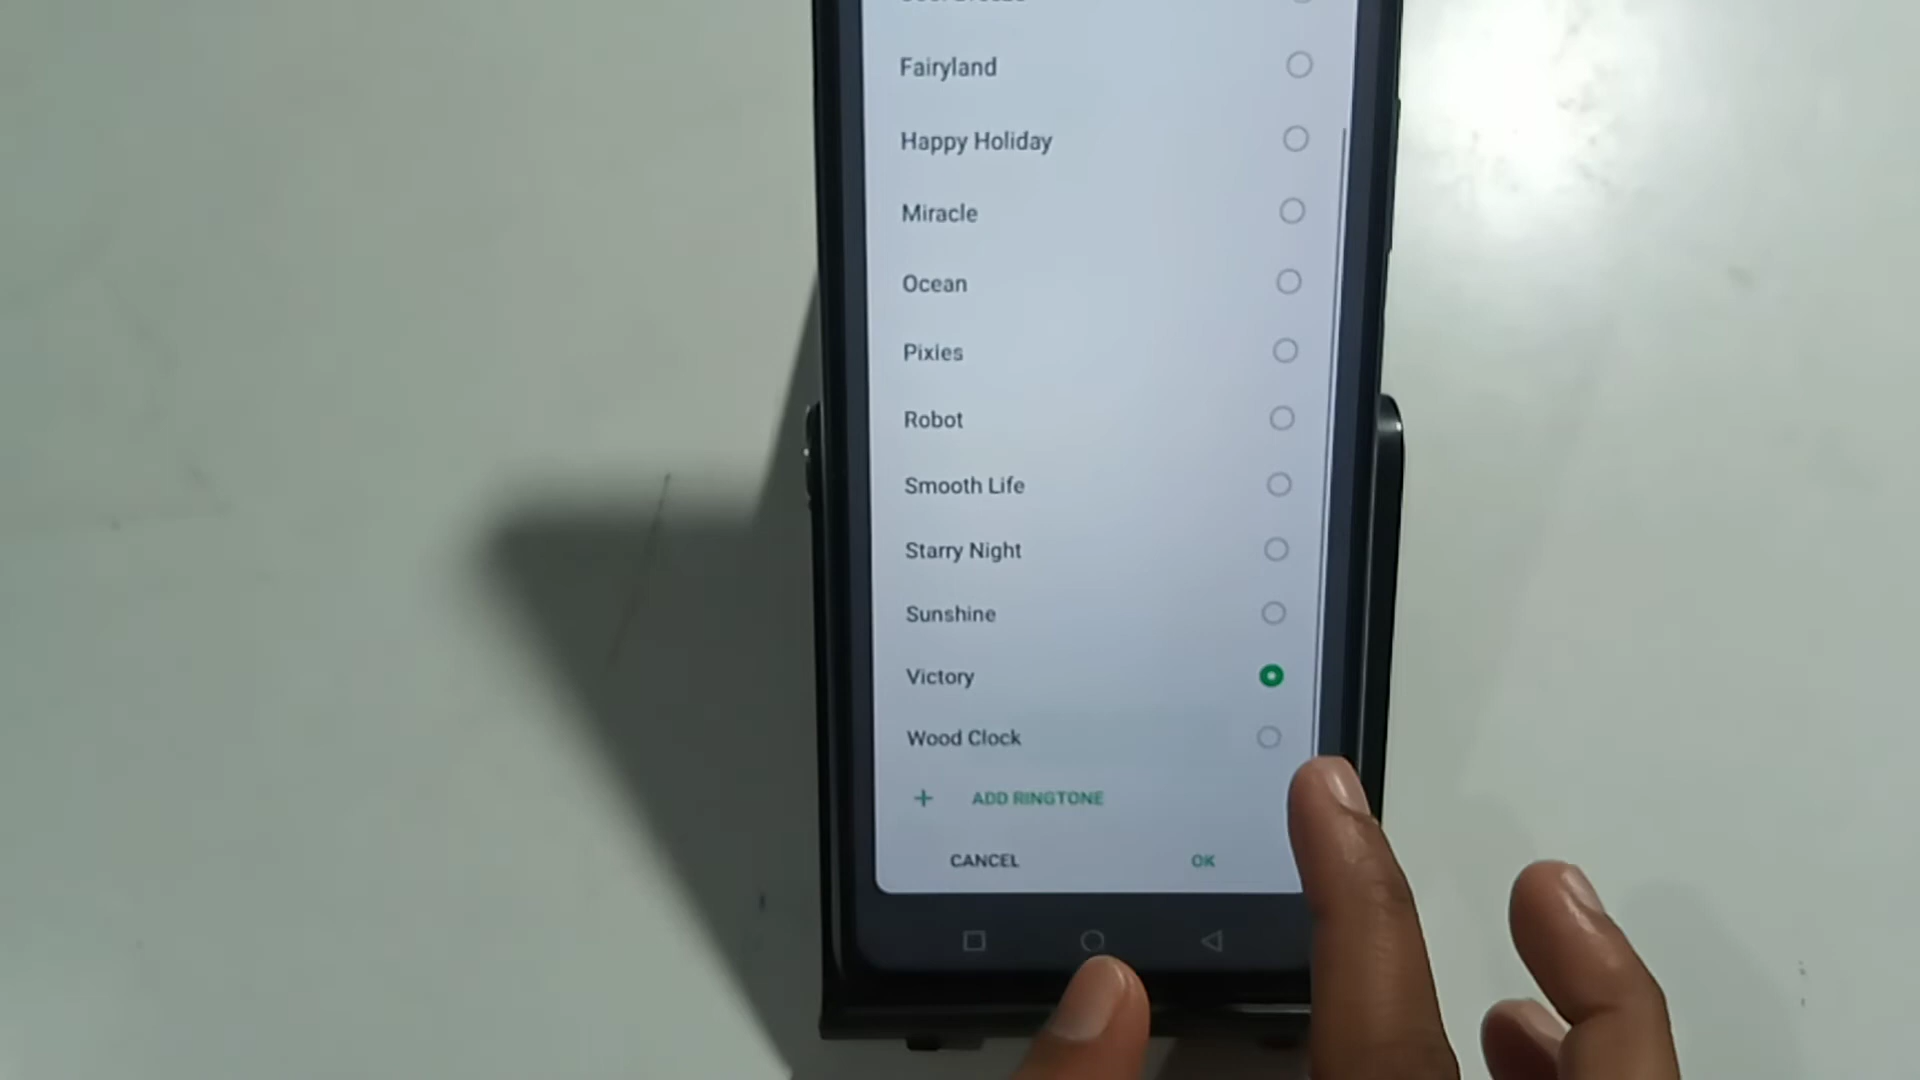 Fairyland
Happy Holiday
Miracle
Ocean
Pixies
Robot
Smooth Life
Starry Night
Sunshine
Victory
Wood Clock
+ ADD RINGTONE
CANCEL OK